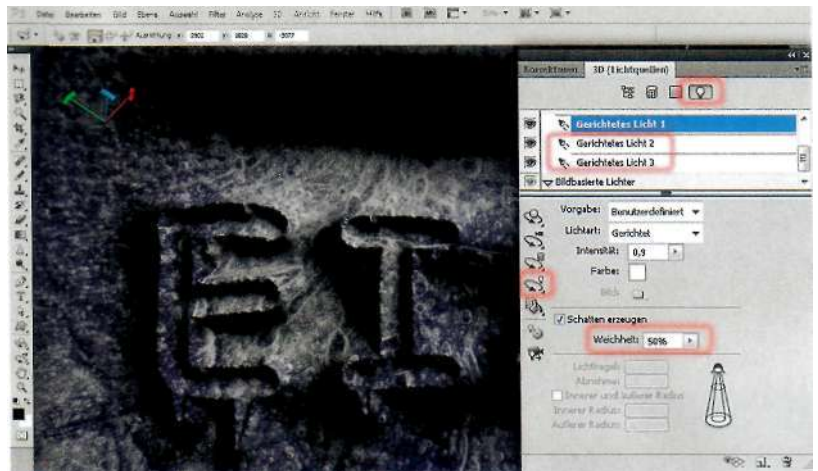 Datei Bearbeiten Bild Ebene Auswahl Filter Analyse 3D Ansicht Fenster Hilfe
Ausrichtung x: y: z:
Korrekturen 3D {Lichtquellen}
Gerichtetes Licht 1
Gerichtetes Licht 2
Gerichtetes Licht 3
Bildbasierte Lichter
Vorgabe: Benutzerdefiniert
Lichtart: Gerichtet
Intensität: 0,9
Farbe:
Bild:
Schatten erzeugen
Weichheit: 50%
Lichtkegel:
Abnahme:
Innerer und äußerer Radius
Innerer Radius:
Äußerer Radius:
EI